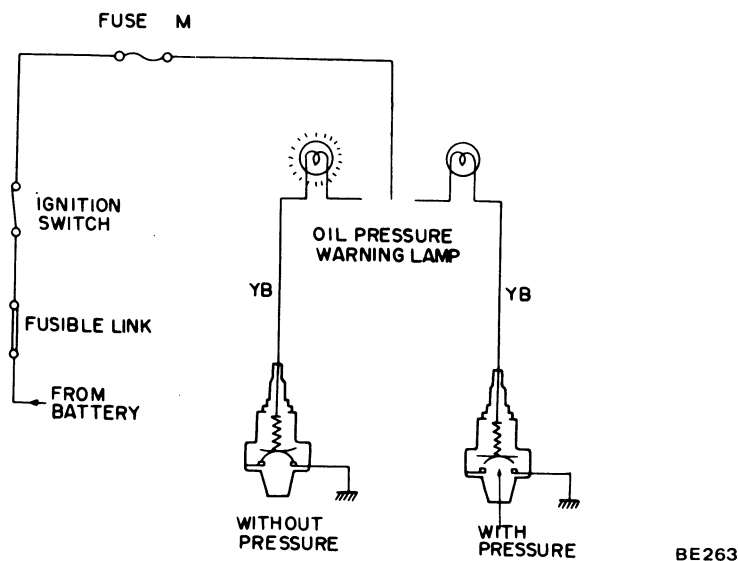 FUSE M
IGNITION
SWITCH
OIL PRESSURE
WARNING LAMP
YB
YB
FUSIBLE LINK
FROM
BATTERY
WITHOUT
PRESSURE
WITH
PRESSURE
BE263